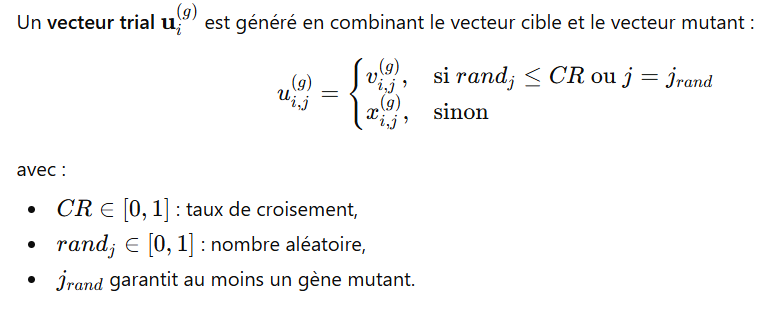 Un vecteur trial $\mathbf{u}_i^{(g)}$ est généré en combinant le vecteur cible et le vecteur mutant :
$u_{i,j}^{(g)} = \begin{cases} v_{i,j}^{(g)}, & \text{si } rand_j \leq CR \text{ ou } j = j_{rand} \\ x_{i,j}^{(g)}, & \text{sinon} \end{cases}$
avec :
• $CR \in [0, 1]$ : taux de croisement,
• $rand_j \in [0, 1]$ : nombre aléatoire,
• $j_{rand}$ garantit au moins un gène mutant.